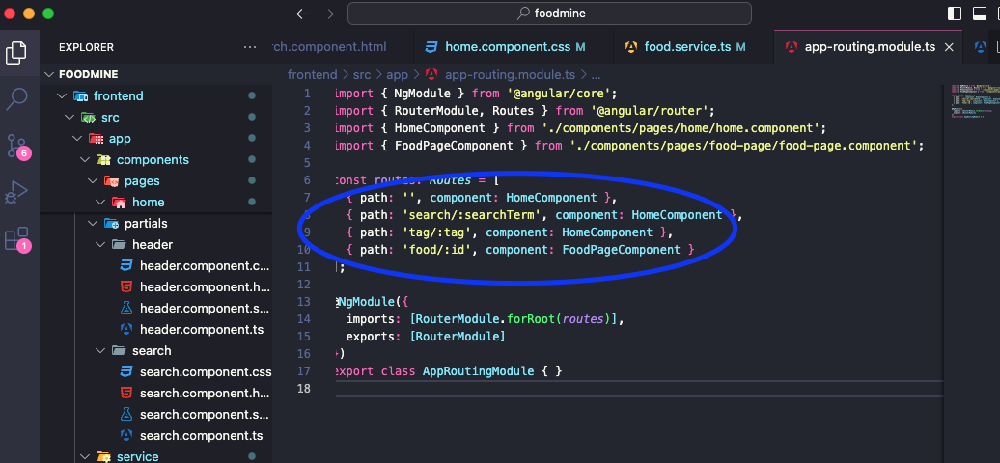 foodmine
EXPLORER
rch.component.html
home.component.css M
food.service.ts M
app-routing.module.ts
FOODMINE
frontend > src > app > app-routing.module.ts > ...
frontend
src
app
components
pages
home
partials
header
header.component.c...
header.component.h...
header.component.s...
header.component.ts
search
search.component.css
search.component.h...
search.component.s...
search.component.ts
service
6
1
1 import { NgModule } from '@angular/core';
2 import { RouterModule, Routes } from '@angular/router';
3 import { HomeComponent } from './components/pages/home/home.component';
4 import { FoodPageComponent } from './components/pages/food-page/food-page.component';
5
6 const routes: Routes = [
7 { path: '', component: HomeComponent },
8 { path: 'search/:searchTerm', component: HomeComponent },
9 { path: 'tag/:tag', component: HomeComponent },
10 { path: 'food/:id', component: FoodPageComponent }
11 ];
12
13 @NgModule({
14 imports: [RouterModule.forRoot(routes)],
15 exports: [RouterModule]
16 })
17 export class AppRoutingModule { }
18